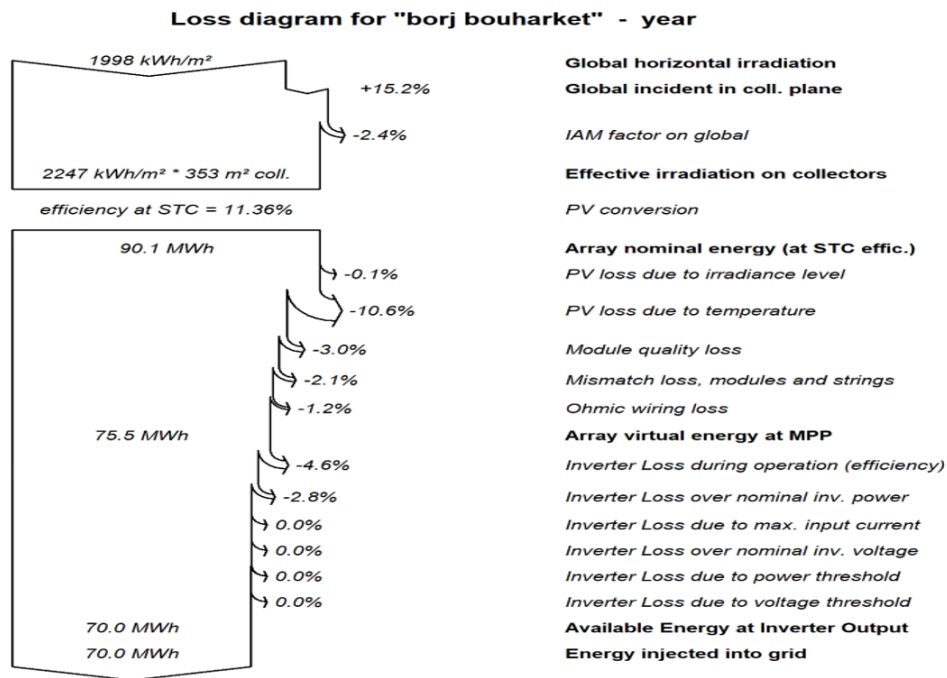 Loss diagram for "borj bouharket" - year
1998 kWh/m² Global horizontal irradiation
+15.2% Global incident in coll. plane
-2.4% IAM factor on global
2247 kWh/m² * 353 m² coll. Effective irradiation on collectors
efficiency at STC = 11.36% PV conversion
90.1 MWh Array nominal energy (at STC effic.)
-0.1% PV loss due to irradiance level
-10.6% PV loss due to temperature
-3.0% Module quality loss
-2.1% Mismatch loss, modules and strings
-1.2% Ohmic wiring loss
75.5 MWh Array virtual energy at MPP
-4.6% Inverter Loss during operation (efficiency)
-2.8% Inverter Loss over nominal inv. power
0.0% Inverter Loss due to max. input current
0.0% Inverter Loss over nominal inv. voltage
0.0% Inverter Loss due to power threshold
0.0% Inverter Loss due to voltage threshold
70.0 MWh Available Energy at Inverter Output
70.0 MWh Energy injected into grid